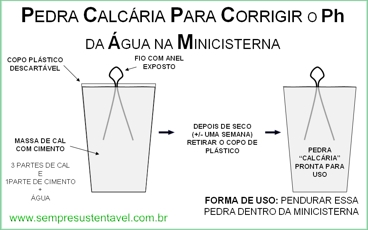 PEDRA CALCÁRIA PARA CORRIGIR O Ph
DA ÁGUA NA MINICISTERNA
COPO PLÁSTICO
DESCARTÁVEL
FIO COM ANEL
EXPOSTO
MASSA DE CAL
COM CIMENTO
3 PARTES DE CAL
E
1PARTE DE CIMENTO
+
ÁGUA
DEPOIS DE SECO
(+/- UMA SEMANA)
RETIRAR O COPO DE
PLÁSTICO
PEDRA
"CALCÁRIA"
PRONTA PARA
USO
FORMA DE USO: PENDURAR ESSA
PEDRA DENTRO DA MINICISTERNA
www.sempresustentavel.com.br